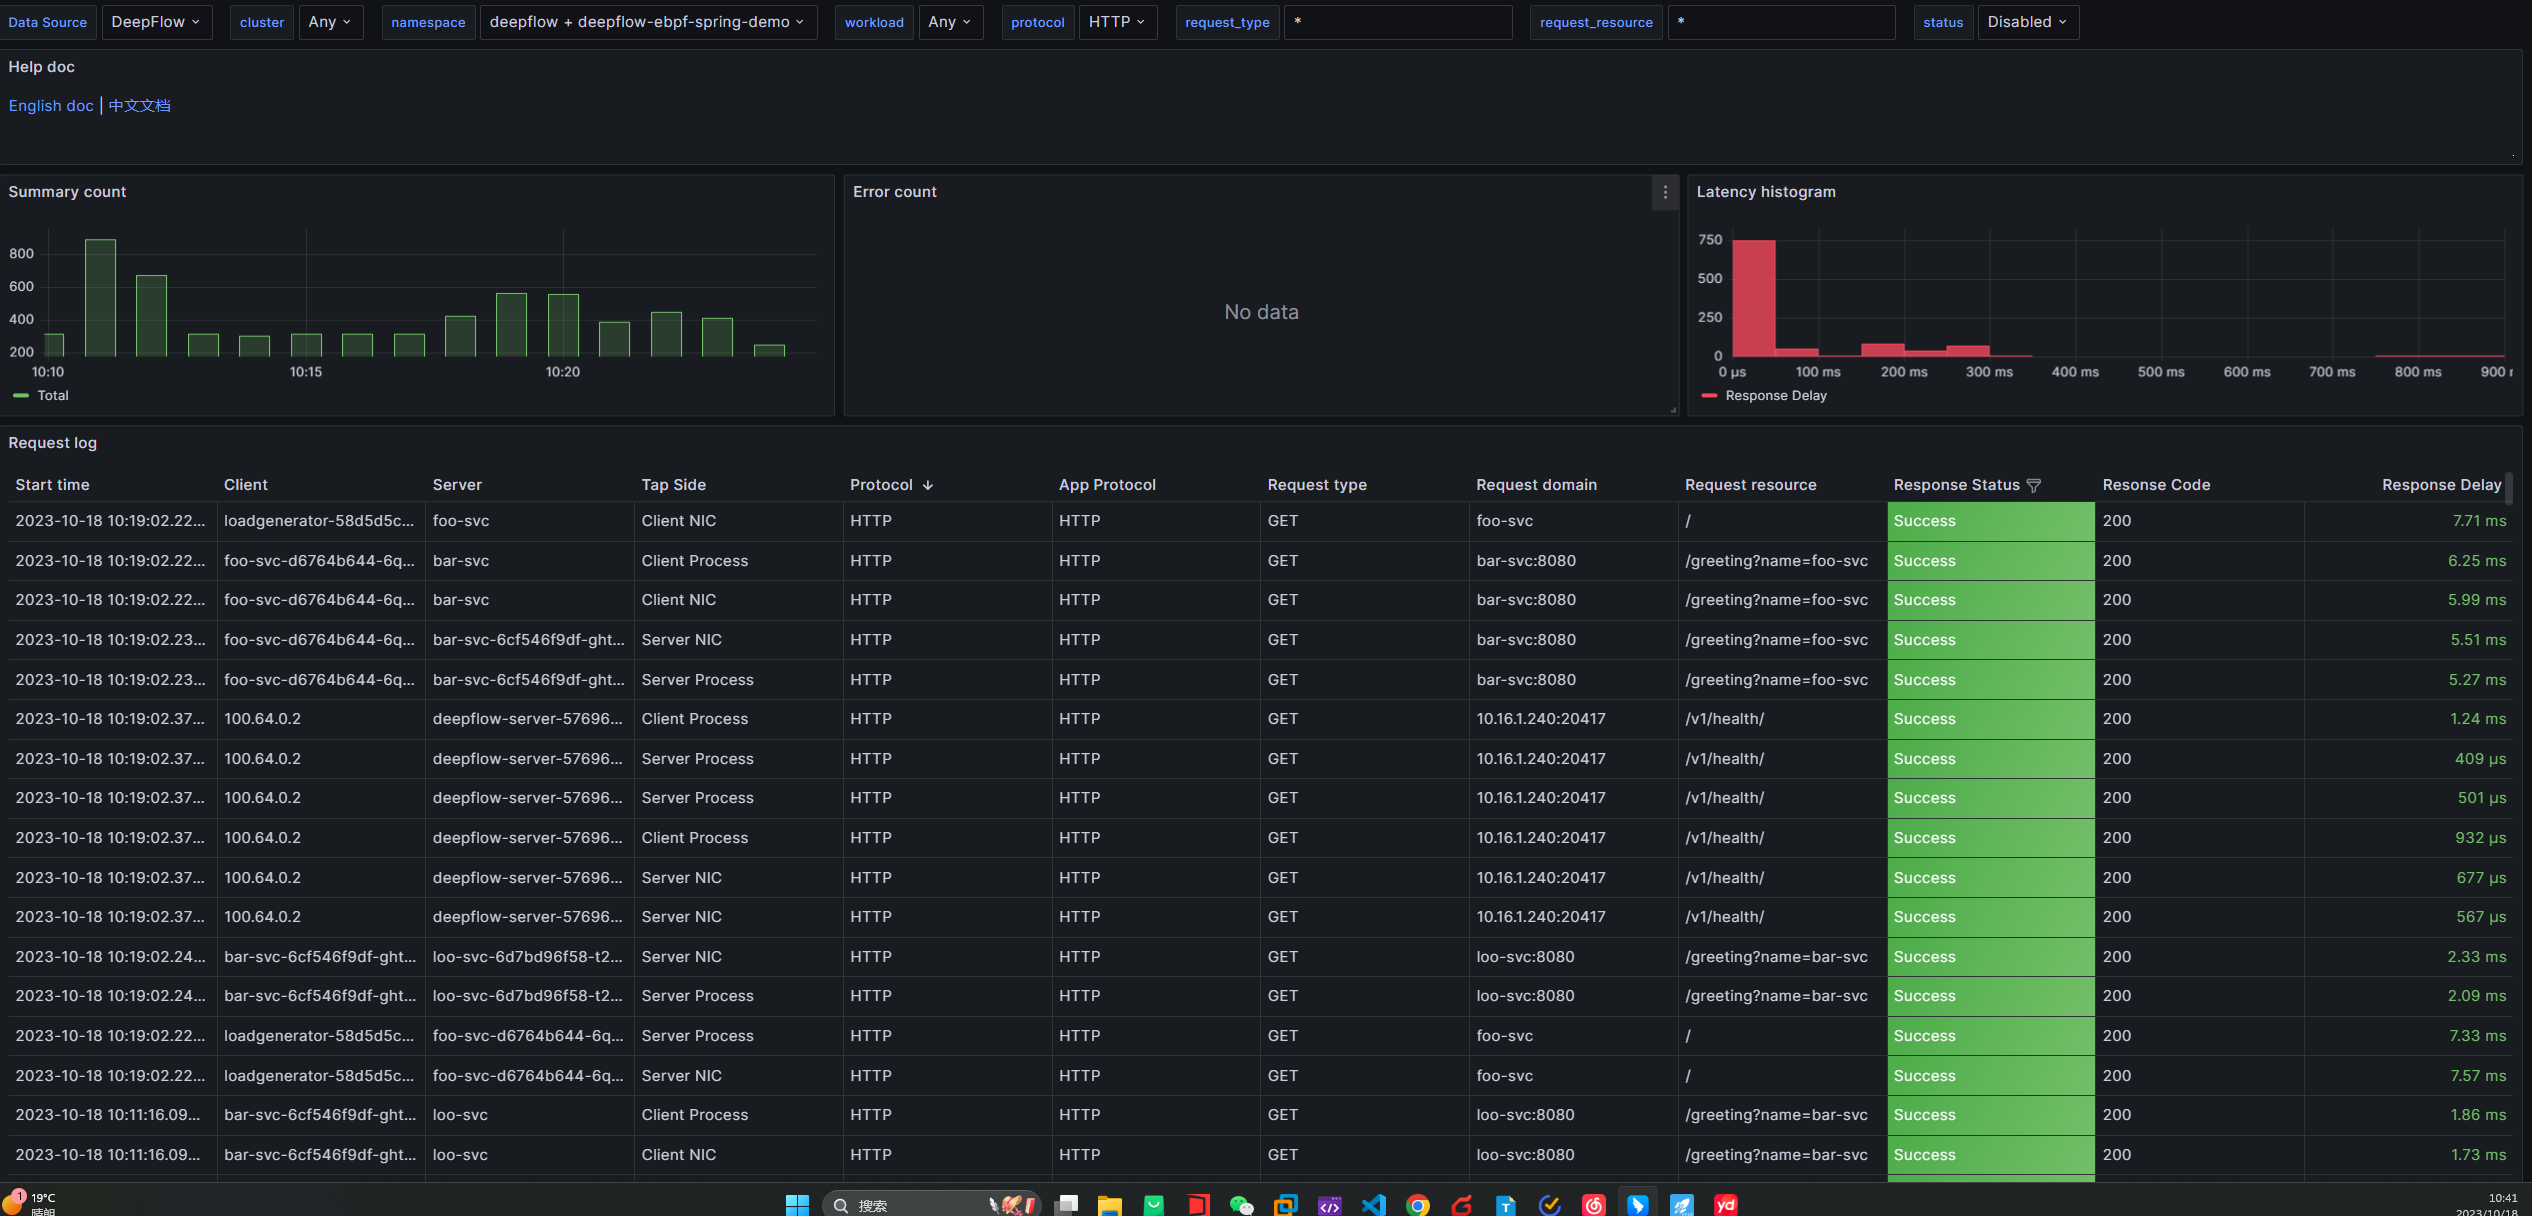 Data Source DeepFlow cluster Any namespace deepflow + deepflow-ebpf-spring-demo workload Any protocol HTTP request_type * request_resource * status Disabled
Help doc
English doc | 中文文档
Summary count
800
600
400
200
10:10 10:15 10:20
Total
Error count
No data
Latency histogram
750
500
250
0
0 µs 100 ms 200 ms 300 ms 400 ms 500 ms 600 ms 700 ms 800 ms 900 r
Response Delay
Request log
Start time Client Server Tap Side Protocol App Protocol Request type Request domain Request resource Response Status Resonse Code Response Delay
2023-10-18 10:19:02.22... loadgenerator-58d5d5c... foo-svc Client NIC HTTP HTTP GET foo-svc / Success 200 7.71 ms
2023-10-18 10:19:02.22... foo-svc-d6764b644-6q... bar-svc Client Process HTTP HTTP GET bar-svc:8080 /greeting?name=foo-svc Success 200 6.25 ms
2023-10-18 10:19:02.22... foo-svc-d6764b644-6q... bar-svc Client NIC HTTP HTTP GET bar-svc:8080 /greeting?name=foo-svc Success 200 5.99 ms
2023-10-18 10:19:02.23... foo-svc-d6764b644-6q... bar-svc-6cf546f9df-ght... Server NIC HTTP HTTP GET bar-svc:8080 /greeting?name=foo-svc Success 200 5.51 ms
2023-10-18 10:19:02.23... foo-svc-d6764b644-6q... bar-svc-6cf546f9df-ght... Server Process HTTP HTTP GET bar-svc:8080 /greeting?name=foo-svc Success 200 5.27 ms
2023-10-18 10:19:02.37... 100.64.0.2 deepflow-server-57696... Client Process HTTP HTTP GET 10.16.1.240:20417 /v1/health/ Success 200 1.24 ms
2023-10-18 10:19:02.37... 100.64.0.2 deepflow-server-57696... Server Process HTTP HTTP GET 10.16.1.240:20417 /v1/health/ Success 200 409 µs
2023-10-18 10:19:02.37... 100.64.0.2 deepflow-server-57696... Server Process HTTP HTTP GET 10.16.1.240:20417 /v1/health/ Success 200 501 µs
2023-10-18 10:19:02.37... 100.64.0.2 deepflow-server-57696... Client Process HTTP HTTP GET 10.16.1.240:20417 /v1/health/ Success 200 932 µs
2023-10-18 10:19:02.37... 100.64.0.2 deepflow-server-57696... Server NIC HTTP HTTP GET 10.16.1.240:20417 /v1/health/ Success 200 677 µs
2023-10-18 10:19:02.37... 100.64.0.2 deepflow-server-57696... Server NIC HTTP HTTP GET 10.16.1.240:20417 /v1/health/ Success 200 567 µs
2023-10-18 10:19:02.24... bar-svc-6cf546f9df-ght... loo-svc-6d7bd96f58-t2... Server NIC HTTP HTTP GET loo-svc:8080 /greeting?name=bar-svc Success 200 2.33 ms
2023-10-18 10:19:02.24... bar-svc-6cf546f9df-ght... loo-svc-6d7bd96f58-t2... Server Process HTTP HTTP GET loo-svc:8080 /greeting?name=bar-svc Success 200 2.09 ms
2023-10-18 10:19:02.22... loadgenerator-58d5d5c... foo-svc-d6764b644-6q... Server Process HTTP HTTP GET foo-svc / Success 200 7.33 ms
2023-10-18 10:19:02.22... loadgenerator-58d5d5c... foo-svc-d6764b644-6q... Server NIC HTTP HTTP GET foo-svc / Success 200 7.57 ms
2023-10-18 10:11:16.09... bar-svc-6cf546f9df-ght... loo-svc Client Process HTTP HTTP GET loo-svc:8080 /greeting?name=bar-svc Success 200 1.86 ms
2023-10-18 10:11:16.09... bar-svc-6cf546f9df-ght... loo-svc Client NIC HTTP HTTP GET loo-svc:8080 /greeting?name=bar-svc Success 200 1.73 ms
1 19°C
晴朗
搜索
T
yd
10:41
2023/10/18